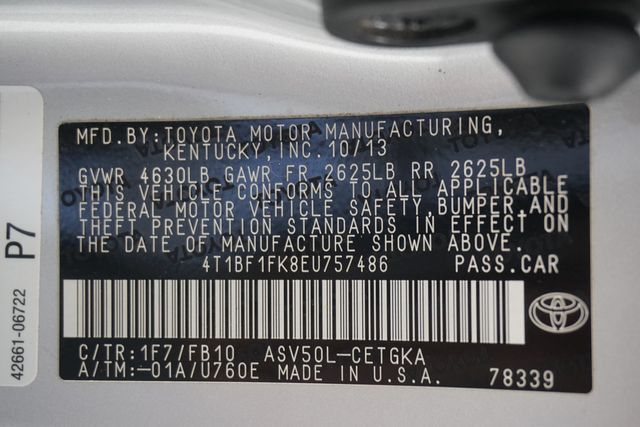 MFD.BY:TOYOTA MOTOR MANUFACTURING,
KENTUCKY,INC. 10/13
GVWR 4630LB GAWR FR 2625LB RR 2625LB
THIS VEHICLE CONFORMS TO ALL APPLICABLE
FEDERAL MOTOR VEHICLE SAFETY,BUMPER,AND
THEFT PREVENTION STANDARDS IN EFFECT ON
THE DATE OF MANUFACTURE SHOWN ABOVE.
4T1BF1FK8EU757486 PASS.CAR
C/TR:1F7/FB10 ASV50L-CETGKA
A/TM:-01A/U760E MADE IN U.S.A. 78339
P7
42661-06722